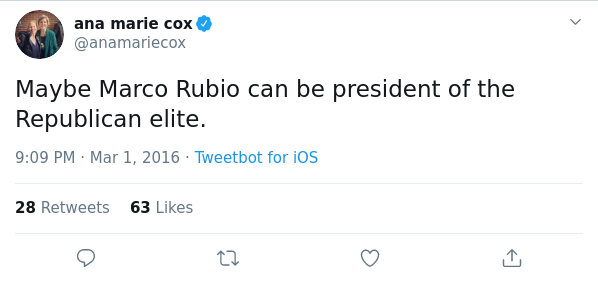 ana marie cox
@anamariecox
Maybe Marco Rubio can be president of the
Republican elite.
9:09 PM · Mar 1, 2016 · Tweetbot for iOS
28 Retweets 63 Likes